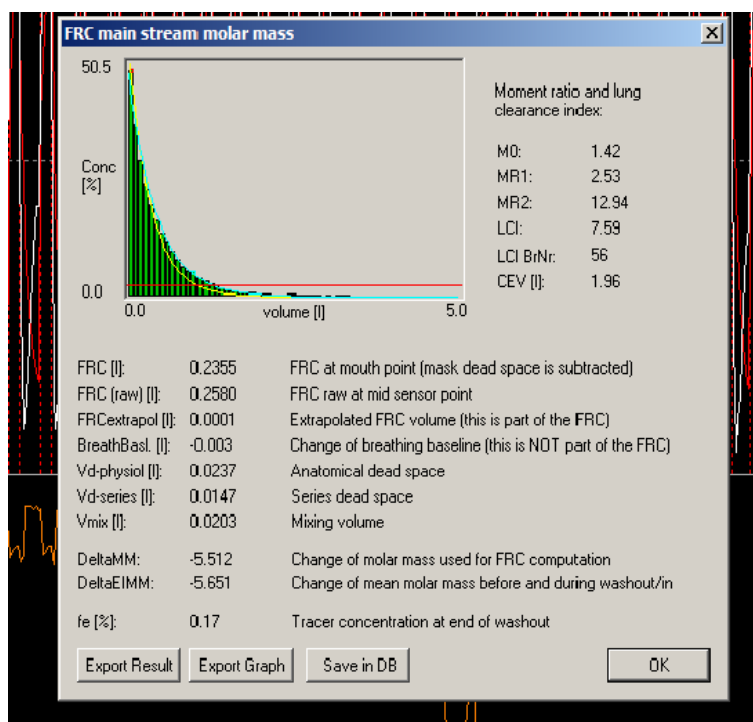 FRC main stream molar mass
50.5
Conc
[%]
0.0
0.0 volume [l] 5.0
Moment ratio and lung
clearance index:
M0: 1.42
MR1: 2.53
MR2: 12.94
LCI: 7.59
LCI BrNr: 56
CEV [l]: 1.96
FRC [l]: 0.2355 FRC at mouth point (mask dead space is subtracted)
FRC (raw) [l]: 0.2580 FRC raw at mid sensor point
FRCextrapol [l]: 0.0001 Extrapolated FRC volume (this is part of the FRC)
BreathBasl. [l]: -0.003 Change of breathing baseline (this is NOT part of the FRC)
Vd-physiol [l]: 0.0237 Anatomical dead space
Vd-series [l]: 0.0147 Series dead space
Vmix [l]: 0.0203 Mixing volume
DeltaMM: -5.512 Change of molar mass used for FRC computation
DeltaEIMM: -5.651 Change of mean molar mass before and during washout/in
fe [%]: 0.17 Tracer concentration at end of washout
Export Result Export Graph Save in DB OK